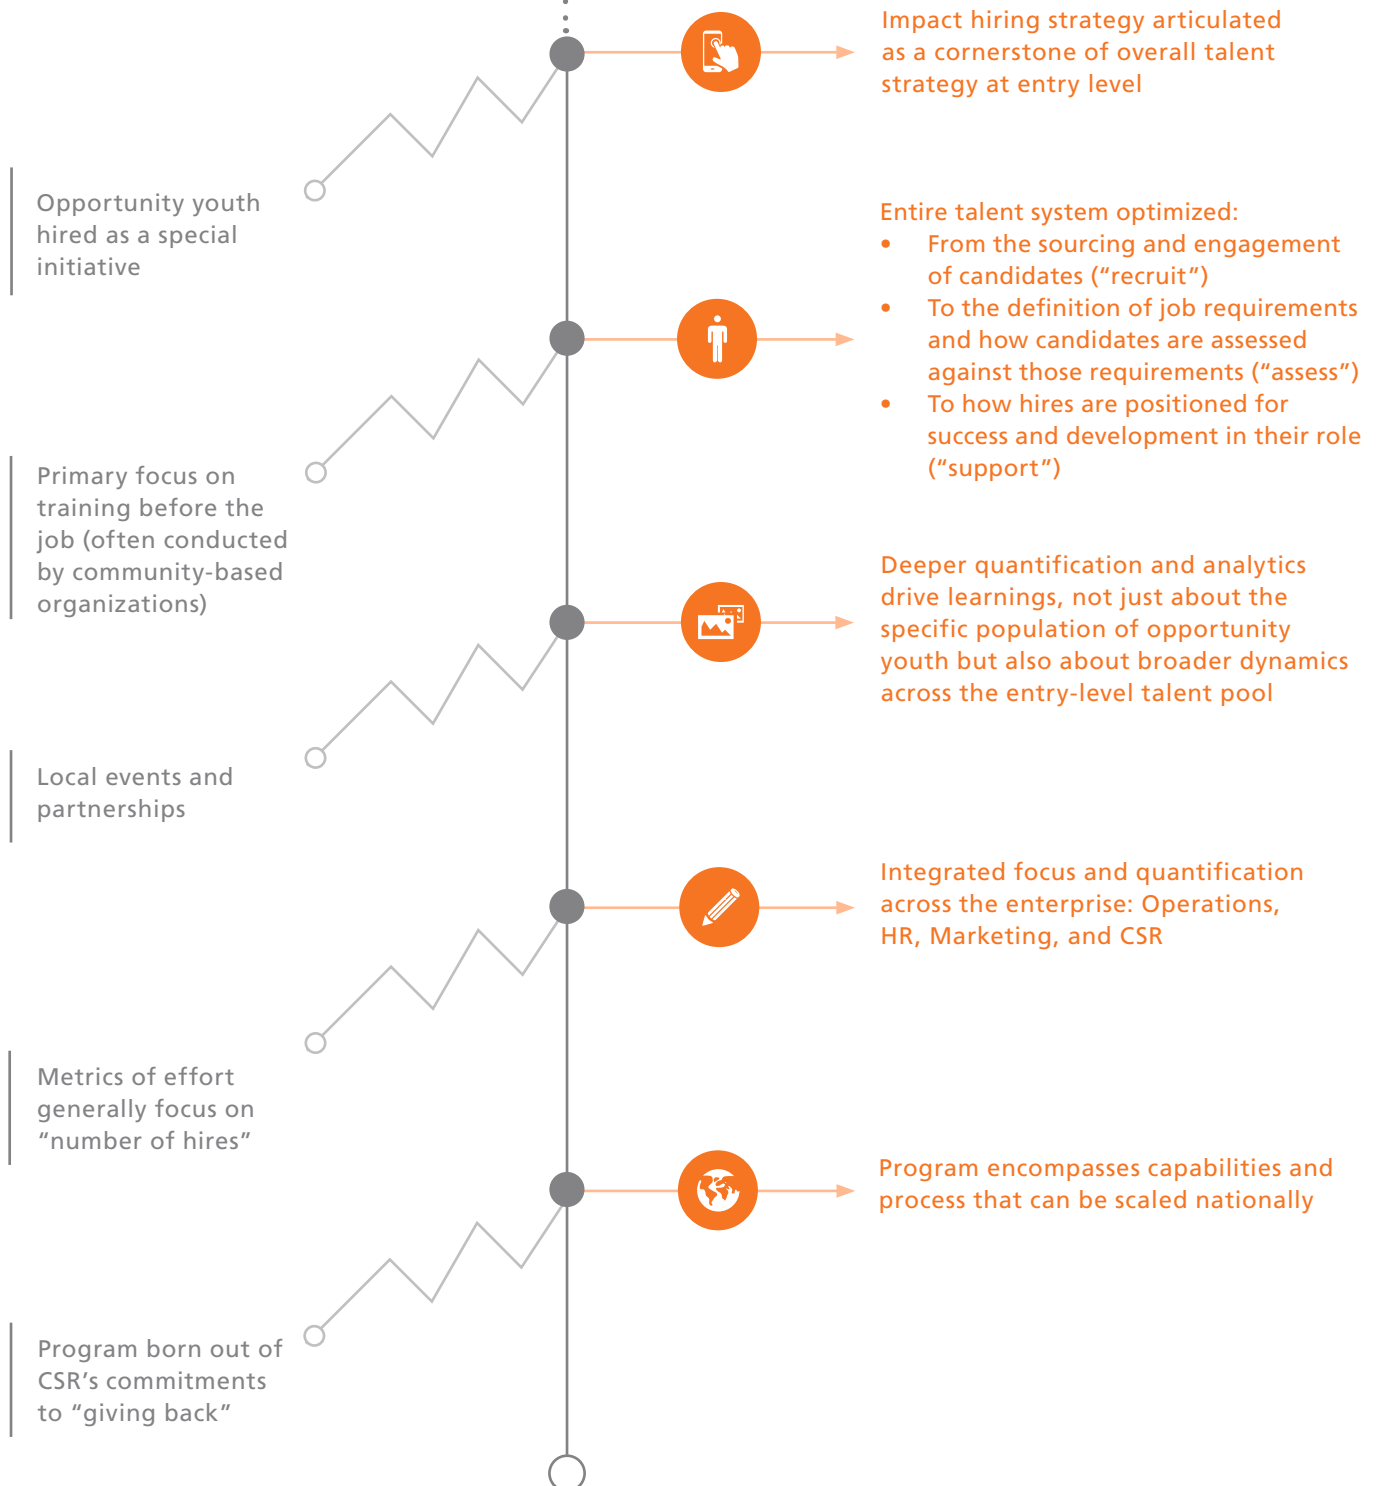 Impact hiring strategy articulated
as a cornerstone of overall talent
strategy at entry level
Opportunity youth
hired as a special
initiative
Entire talent system optimized:
• From the sourcing and engagement
of candidates (“recruit”)
• To the definition of job requirements
and how candidates are assessed
against those requirements (“assess”)
• To how hires are positioned for
success and development in their role
(“support”)
Primary focus on
training before the
job (often conducted
by community-based
organizations)
Deeper quantification and analytics
drive learnings, not just about the
specific population of opportunity
youth but also about broader dynamics
across the entry-level talent pool
Local events and
partnerships
Integrated focus and quantification
across the enterprise: Operations,
HR, Marketing, and CSR
Metrics of effort
generally focus on
“number of hires”
Program encompasses capabilities and
process that can be scaled nationally
Program born out of
CSR’s commitments
to “giving back”